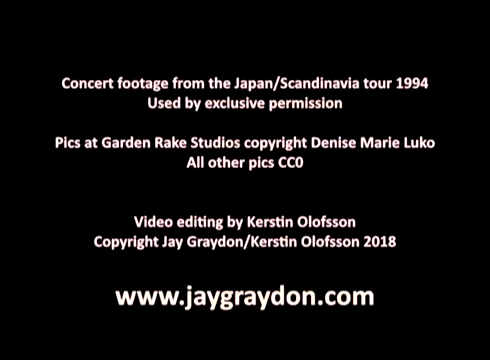 Concert footage from the Japan/Scandinavia tour 1994
Used by exclusive permission
Pics at Garden Rake Studios copyright Denise Marie Luko
All other pics CC0
Video editing by Kerstin Olofsson
Copyright Jay Graydon/Kerstin Olofsson 2018
www.jaygraydon.com